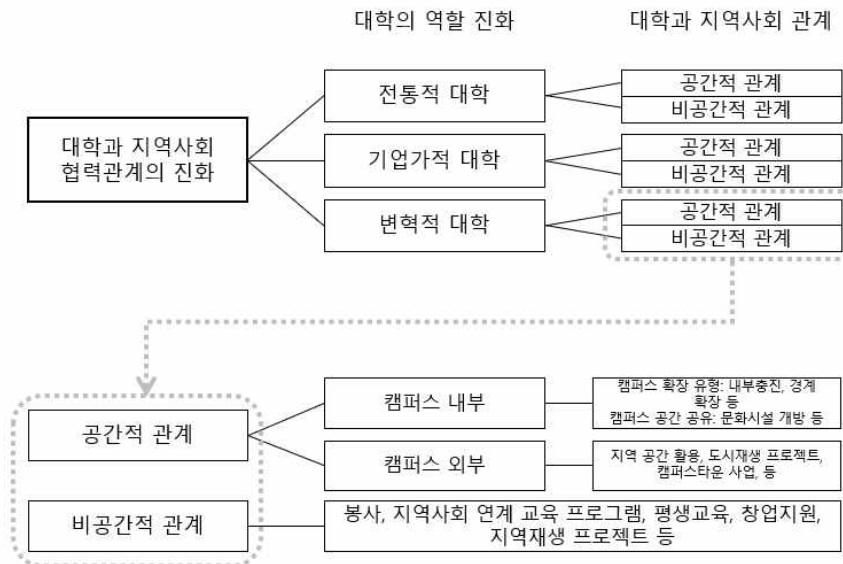 대학의 역할 진화
대학과 지역사회 관계
대학과 지역사회
협력관계의 진화
전통적 대학
공간적 관계
비공간적 관계
기업가적 대학
공간적 관계
비공간적 관계
변혁적 대학
공간적 관계
비공간적 관계
공간적 관계
캠퍼스 내부
캠퍼스 확장 유형: 내부충진, 경계
확장 등
캠퍼스 공간 공유: 문화시설 개방 등
캠퍼스 외부
지역 공간 활용, 도시재생 프로젝트,
캠퍼스타운 사업, 등
비공간적 관계
봉사, 지역사회 연계 교육 프로그램, 평생교육, 창업지원,
지역재생 프로젝트 등